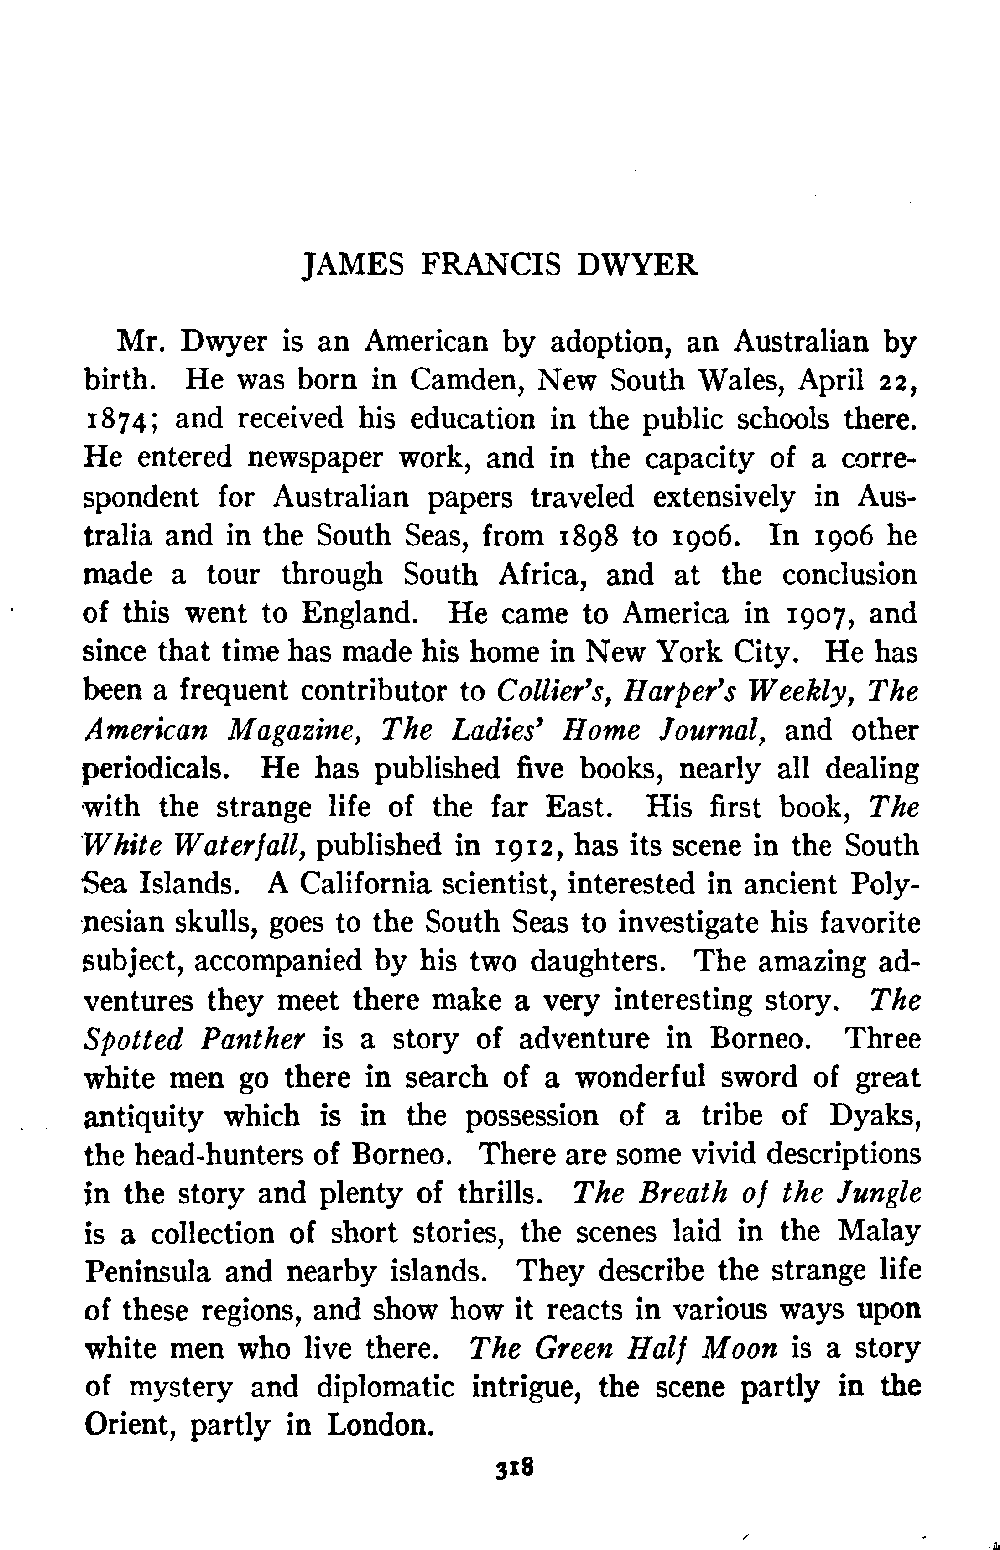 JAMES FRANCIS DWYER
Mr. Dwyer is an American by adoption, an Australian by
birth. He was born in Camden, New South Wales, April 22,
1874; and received his education in the public schools there.
He entered newspaper work, and in the capacity of a corre-
spondent for Australian papers traveled extensively in Aus-
tralia and in the South Seas, from 1898 to 1906. In 1906 he
made a tour through South Africa, and at the conclusion
of this went to England. He came to America in 1907, and
since that time has made his home in New York City. He has
been a frequent contributor to Collier's, Harper's Weekly, The
American Magazine, The Ladies' Home Journal, and other
periodicals. He has published five books, nearly all dealing
with the strange life of the far East. His first book, The
White Waterfall, published in 1912, has its scene in the South
Sea Islands. A California scientist, interested in ancient Poly-
nesian skulls, goes to the South Seas to investigate his favorite
subject, accompanied by his two daughters. The amazing ad-
ventures they meet there make a very interesting story. The
Spotted Panther is a story of adventure in Borneo. Three
white men go there in search of a wonderful sword of great
antiquity which is in the possession of a tribe of Dyaks,
the head-hunters of Borneo. There are some vivid descriptions
in the story and plenty of thrills. The Breath of the Jungle
is a collection of short stories, the scenes laid in the Malay
Peninsula and nearby islands. They describe the strange life
of these regions, and show how it reacts in various ways upon
white men who live there. The Green Half Moon is a story
of mystery and diplomatic intrigue, the scene partly in the
Orient, partly in London.
318